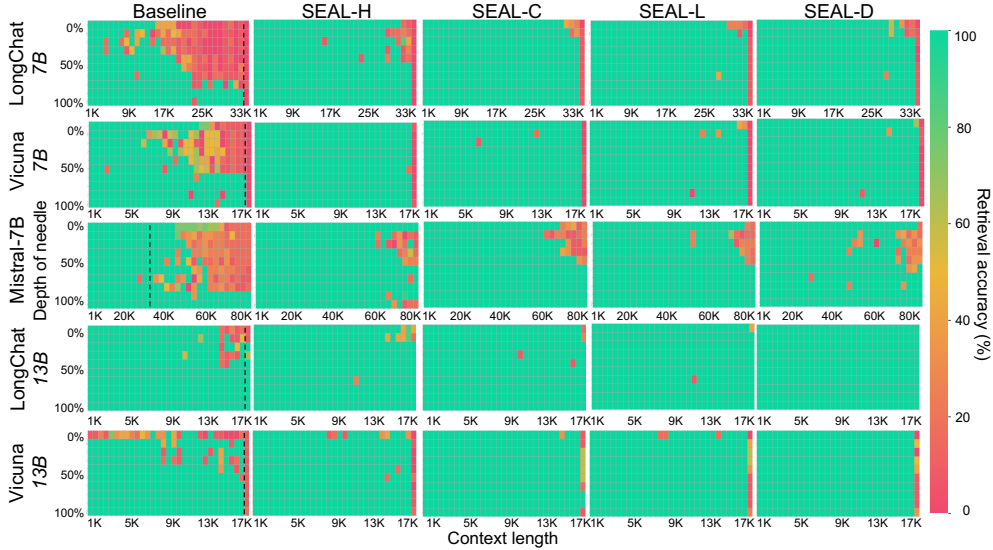 Baseline SEAL-H SEAL-C SEAL-L SEAL-D
LongChat 7B
0%
50%
100%
1K 9K 17K 25K 33K 1K 9K 17K 25K 33K 1K 9K 17K 25K 33K 1K 9K 17K 25K 33K 1K 9K 17K 25K 33K
Vicuna 7B
0%
50%
100%
1K 5K 9K 13K 17K 1K 5K 9K 13K 17K 1K 5K 9K 13K 17K 1K 5K 9K 13K 17K 1K 5K 9K 13K 17K
Mistral-7B
Depth of needle
0%
50%
100%
1K 20K 40K 60K 80K 1K 20K 40K 60K 80K 1K 20K 40K 60K 80K 1K 20K 40K 60K 80K 1K 20K 40K 60K 80K
LongChat 13B
0%
50%
100%
1K 5K 9K 13K 17K 1K 5K 9K 13K 17K 1K 5K 9K 13K 17K 1K 5K 9K 13K 17K 1K 5K 9K 13K 17K
Vicuna 13B
0%
50%
100%
1K 5K 9K 13K 17K 1K 5K 9K 13K 17K 1K 5K 9K 13K 17K 1K 5K 9K 13K 17K 1K 5K 9K 13K 17K
Context length
100
80
60
40
20
0
Retrieval accuracy (%)